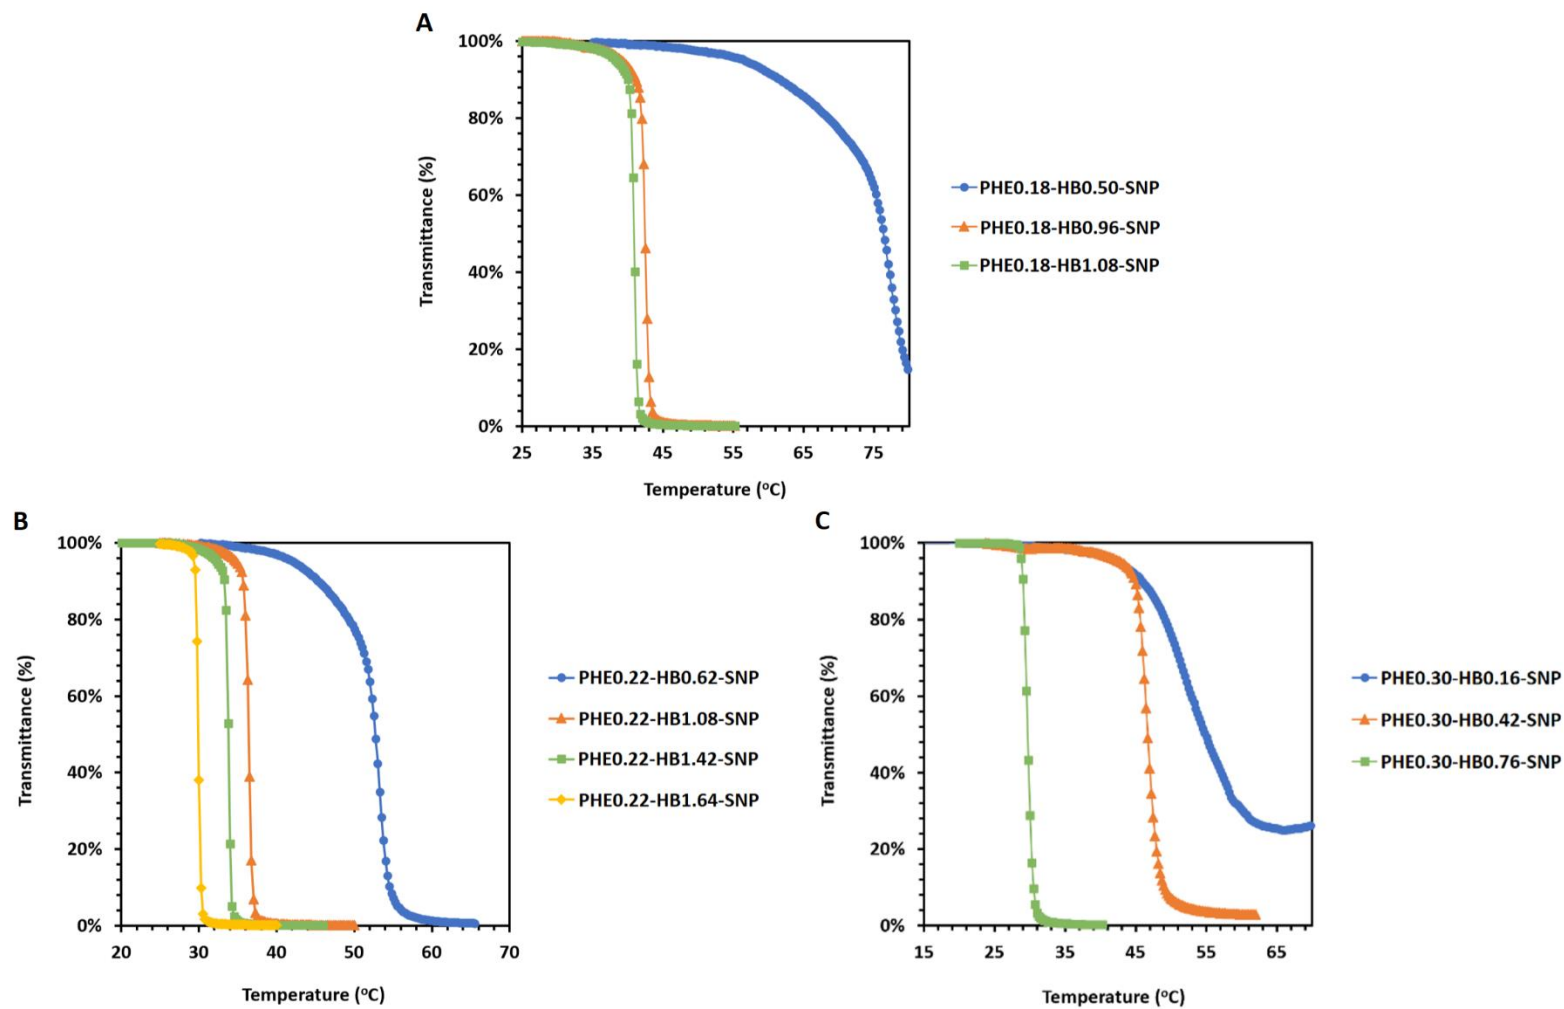 A
100%
80%
60%
40%
20%
0%
Transmittance (%)
25 35 45 55 65 75
Temperature (oC)
PHE0.18-HB0.50-SNP
PHE0.18-HB0.96-SNP
PHE0.18-HB1.08-SNP
B
100%
80%
60%
40%
20%
0%
Transmittance (%)
20 30 40 50 60 70
Temperature (oC)
PHE0.22-HB0.62-SNP
PHE0.22-HB1.08-SNP
PHE0.22-HB1.42-SNP
PHE0.22-HB1.64-SNP
C
100%
80%
60%
40%
20%
0%
Transmittance (%)
15 25 35 45 55 65
Temperature (oC)
PHE0.30-HB0.16-SNP
PHE0.30-HB0.42-SNP
PHE0.30-HB0.76-SNP